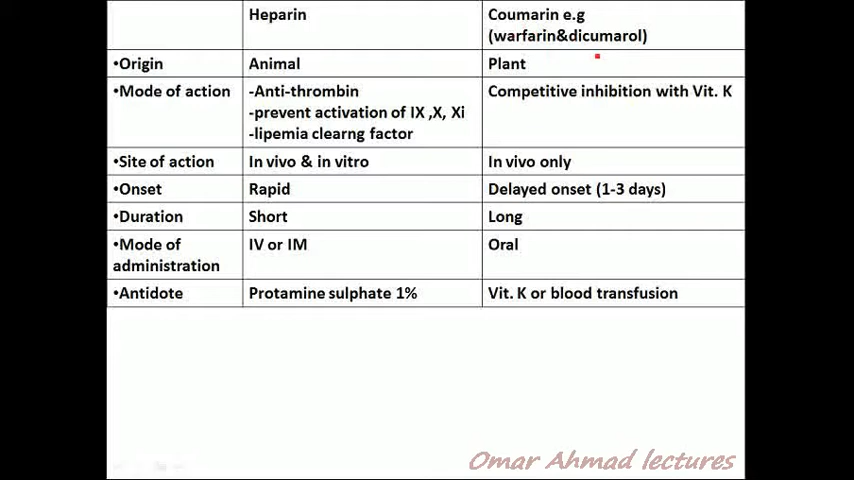 Heparin
Coumarin e.g
(warfarin&dicumarol)
•Origin
Animal
Plant
•Mode of action
-Anti-thrombin
-prevent activation of IX ,X, Xi
-lipemia clearng factor
Competitive inhibition with Vit. K
•Site of action
In vivo & in vitro
In vivo only
•Onset
Rapid
Delayed onset (1-3 days)
•Duration
Short
Long
•Mode of
administration
IV or IM
Oral
•Antidote
Protamine sulphate 1%
Vit. K or blood transfusion
Omar Ahmad lectures